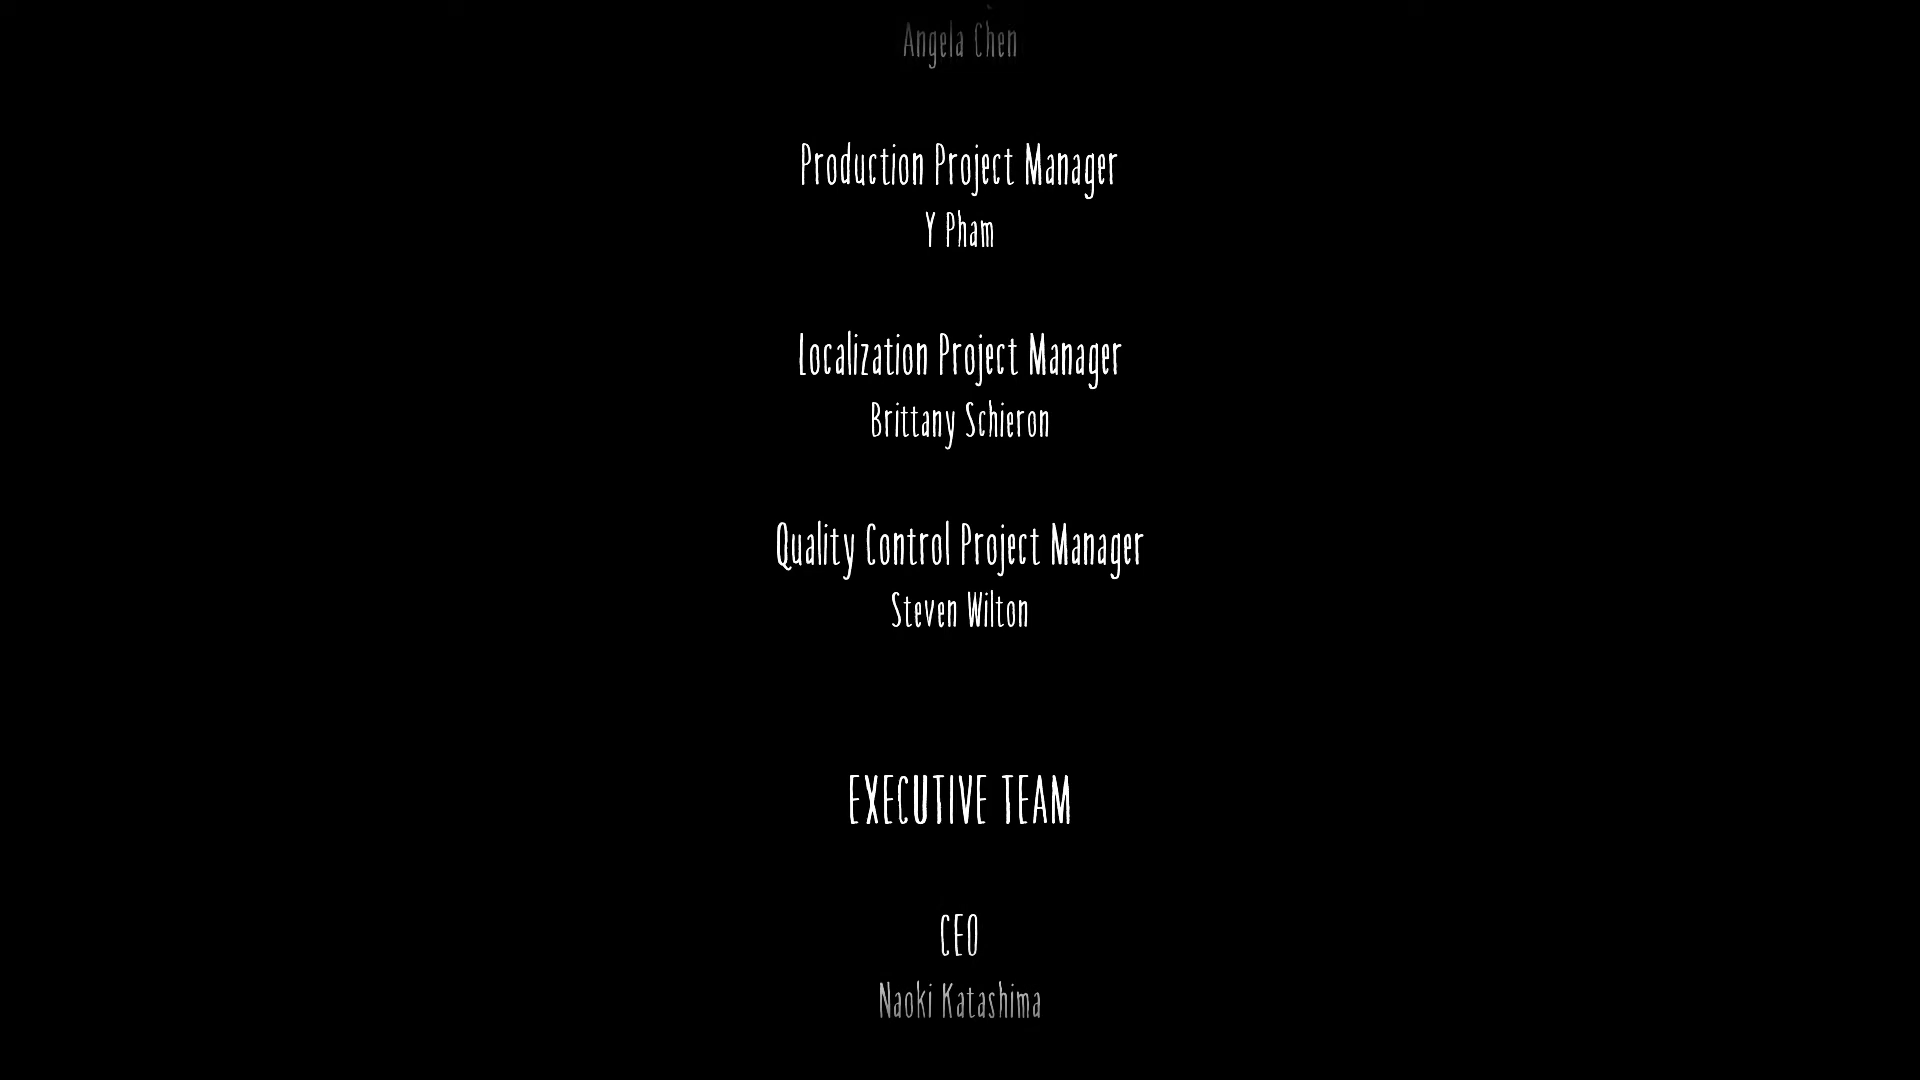 Angela Chen
Production Project Manager
Y Pham
Localization Project Manager
Brittany Schieron
Quality Control Project Manager
Steven Wilton
EXECUTIVE TEAM
CEO
Naoki Katashima